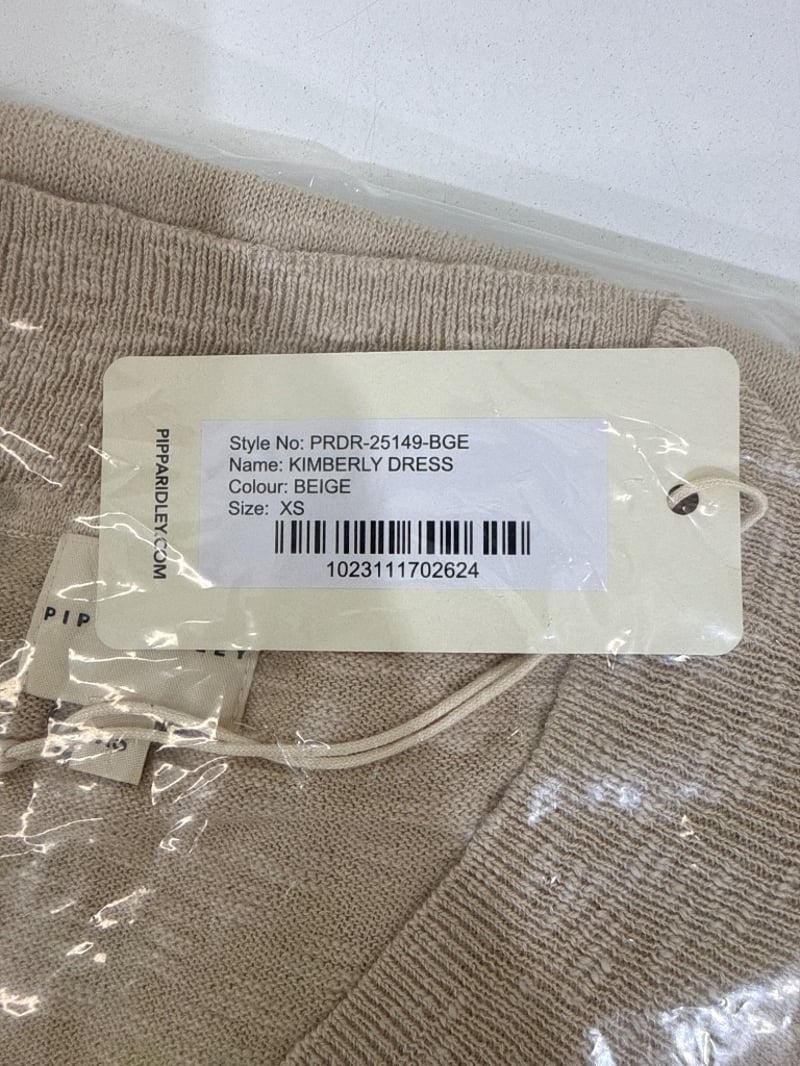 Style No: PRDR-25149-BGE
Name: KIMBERLY DRESS
Colour: BEIGE
Size: XS
1023111702624
PIPPARIDLEY.COM